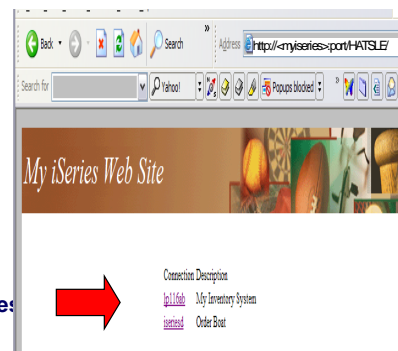 Back Search » Address http://<myiseries>:port/HATSLE/
Search for Yahoo! Popups blocked »
My iSeries Web Site
Connection Description
lp116ab My Inventory System
es
iseriesd Order Boat